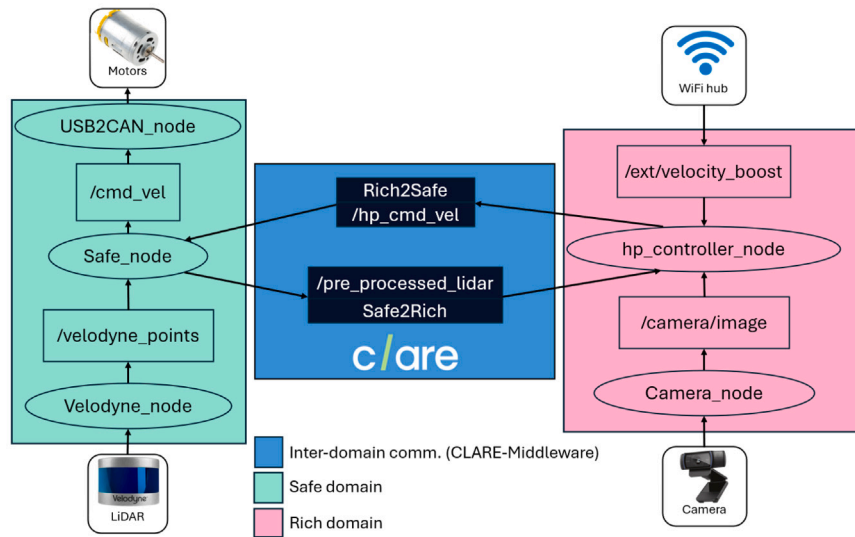 Motors
USB2CAN_node
/cmd_vel
Safe_node
/velodyne_points
Velodyne_node
Velodyne
LiDAR
Rich2Safe
/hp_cmd_vel
/pre_processed_lidar
Safe2Rich
c/are
WiFi hub
/ext/velocity_boost
hp_controller_node
/camera/image
Camera_node
Camera
Inter-domain comm. (CLARE-Middleware)
Safe domain
Rich domain